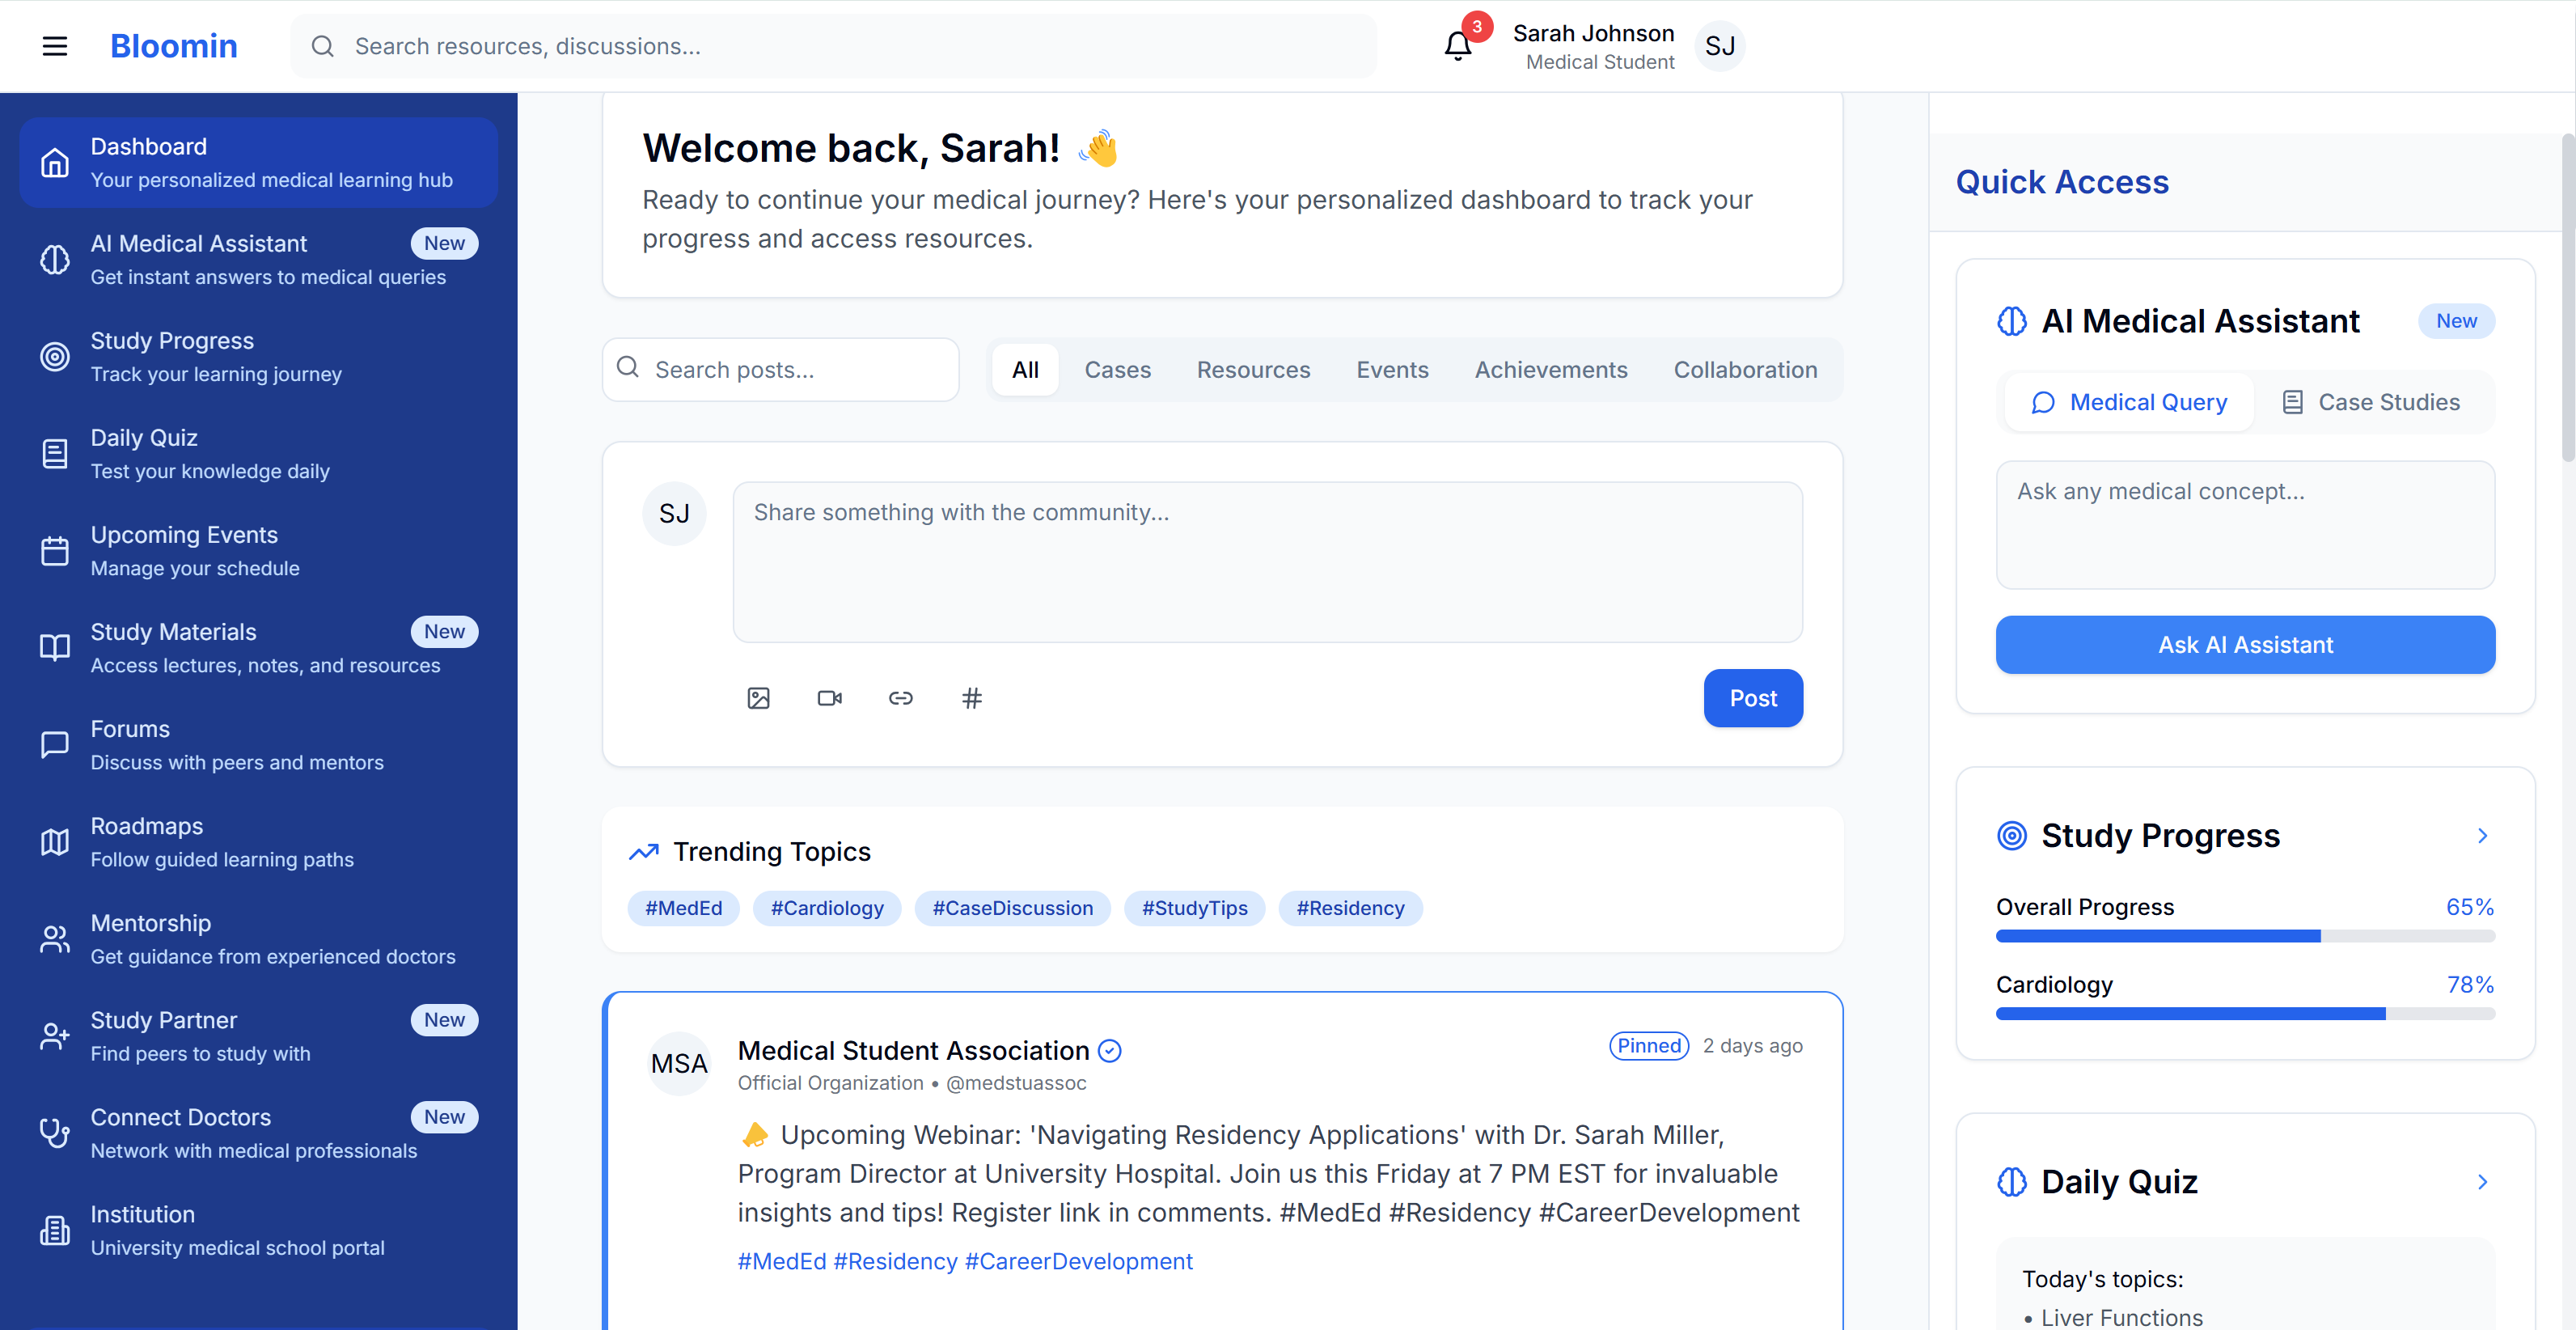 Bloomin
Search resources, discussions...
3
Sarah Johnson
Medical Student
SJ
Dashboard
Your personalized medical learning hub
AI Medical Assistant
New
Get instant answers to medical queries
Study Progress
Track your learning journey
Daily Quiz
Test your knowledge daily
Upcoming Events
Manage your schedule
Study Materials
New
Access lectures, notes, and resources
Forums
Discuss with peers and mentors
Roadmaps
Follow guided learning paths
Mentorship
Get guidance from experienced doctors
Study Partner
New
Find peers to study with
Connect Doctors
New
Network with medical professionals
Institution
University medical school portal
Welcome back, Sarah! 👋
Ready to continue your medical journey? Here's your personalized dashboard to track your
progress and access resources.
Search posts...
All
Cases
Resources
Events
Achievements
Collaboration
SJ
Share something with the community...
Post
Trending Topics
#MedEd
#Cardiology
#CaseDiscussion
#StudyTips
#Residency
MSA
Medical Student Association
Pinned
2 days ago
Official Organization • @medstuassoc
📣 Upcoming Webinar: 'Navigating Residency Applications' with Dr. Sarah Miller,
Program Director at University Hospital. Join us this Friday at 7 PM EST for invaluable
insights and tips! Register link in comments. #MedEd #Residency #CareerDevelopment
#MedEd #Residency #CareerDevelopment
Quick Access
AI Medical Assistant
New
Medical Query
Case Studies
Ask any medical concept...
Ask AI Assistant
Study Progress
Overall Progress
65%
Cardiology
78%
Daily Quiz
Today's topics:
• Liver Functions